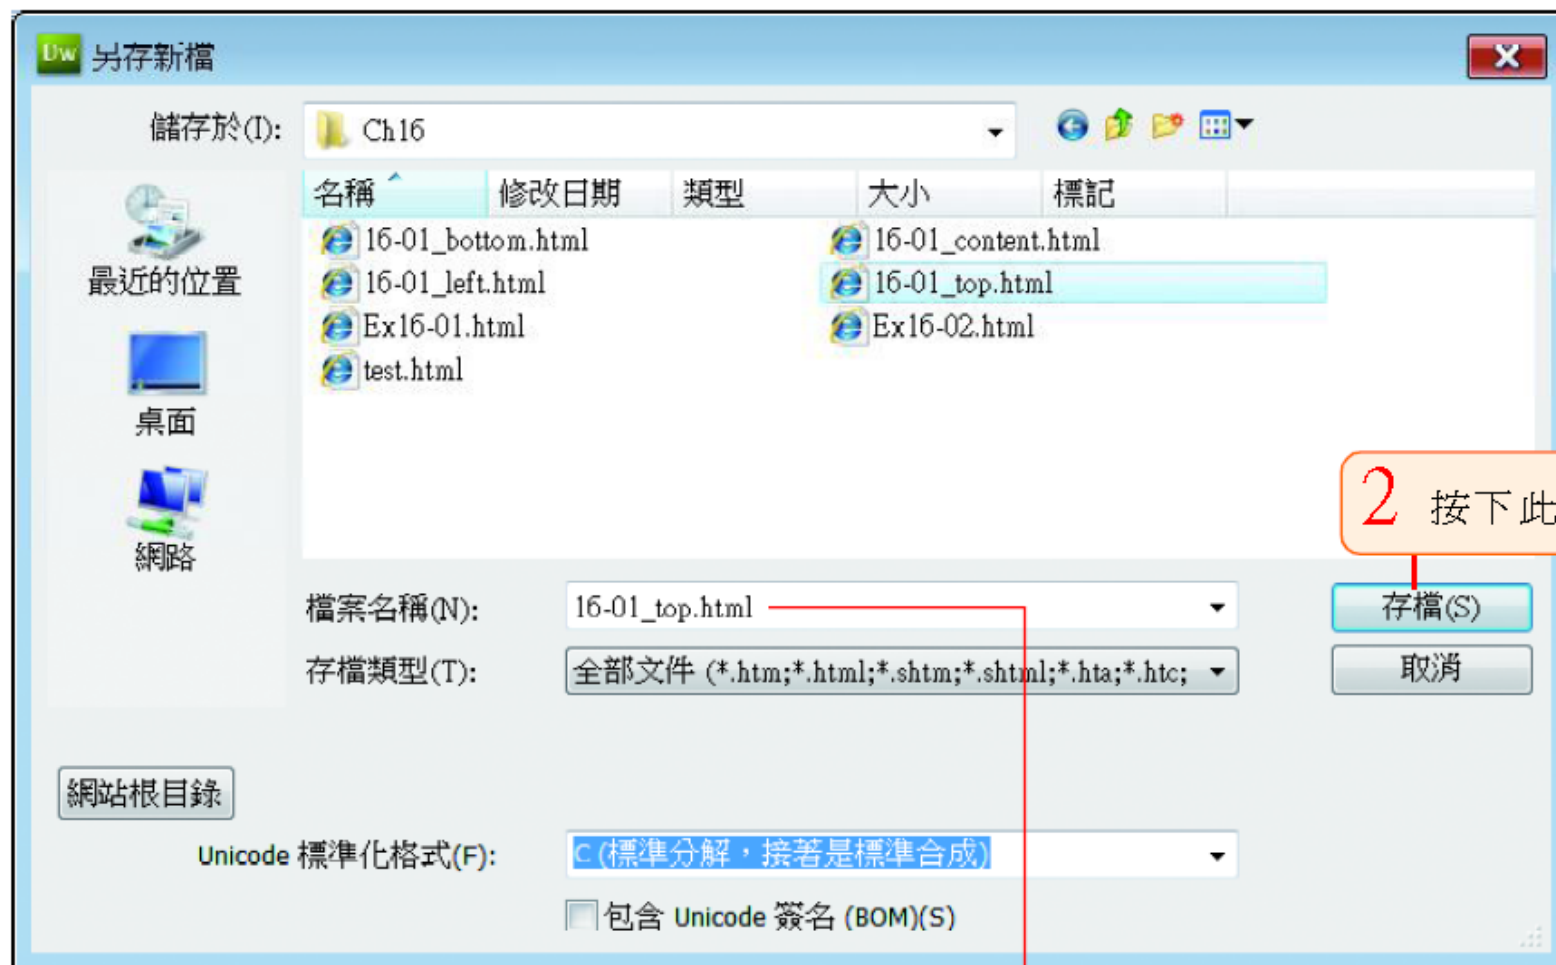 Dw 另存新檔
儲存於(I): Ch16
名稱 修改日期 類型 大小 標記
16-01_bottom.html 16-01_content.html
16-01_left.html 16-01_top.html
Ex16-01.html Ex16-02.html
test.html
最近的位置
桌面
網路
2 按下此
檔案名稱(N): 16-01_top.html 存檔(S)
存檔類型(T): 全部文件 (*.htm;*.html;*.shtm;*.shtml;*.hta;*.htc; 取消
網站根目錄
Unicode 標準化格式(F): C (標準分解，接著是標準合成)
包含 Unicode 簽名 (BOM)(S)